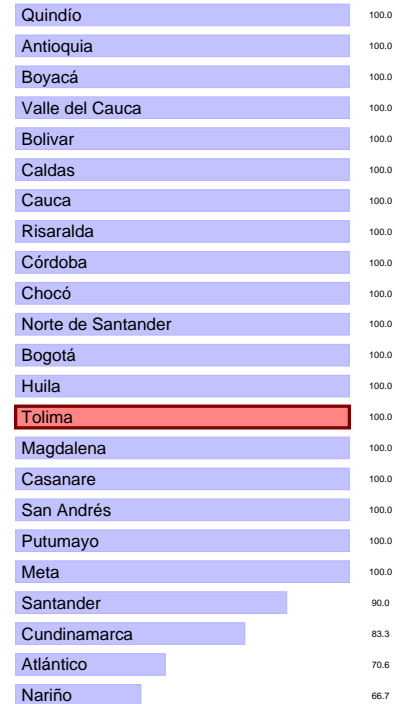 Quindío 100.0
Antioquia 100.0
Boyacá 100.0
Valle del Cauca 100.0
Bolivar 100.0
Caldas 100.0
Cauca 100.0
Risaralda 100.0
Córdoba 100.0
Chocó 100.0
Norte de Santander 100.0
Bogotá 100.0
Huila 100.0
Tolima 100.0
Magdalena 100.0
Casanare 100.0
San Andrés 100.0
Putumayo 100.0
Meta 100.0
Santander 90.0
Cundinamarca 83.3
Atlántico 70.6
Nariño 66.7